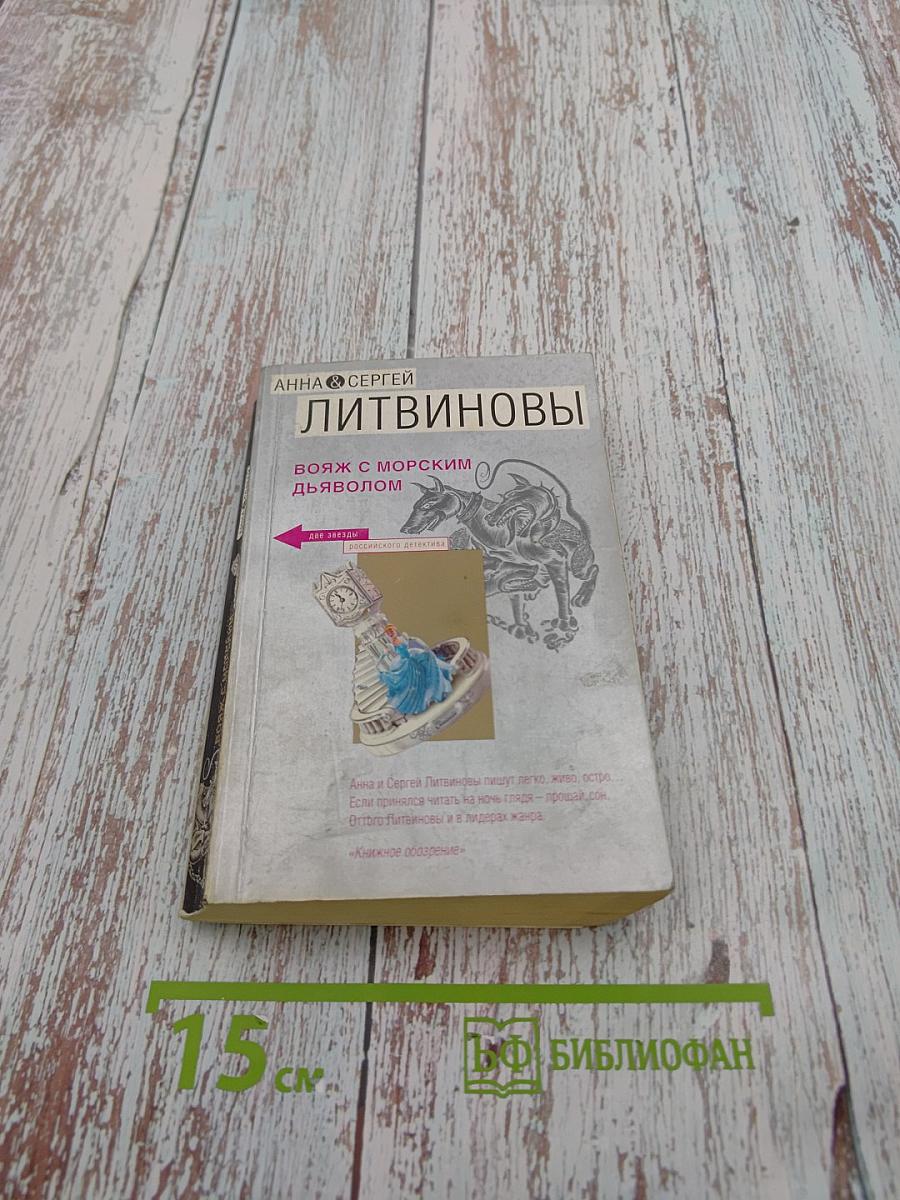 АННА & СЕРГЕЙ
ЛИТВИНОВЫ
ВОЯЖ С МОРСКИМ
ДЬЯВОЛОМ
две звезды
российского детектива
Анна и Сергей Литвиновы пишут легко, живо, остро...
Если принялся читать на ночь глядя – прощай, сон.
Оттого Литвиновы и в лидерах жанра.
«Книжное обозрение»
15 см
БФ БИБЛИОФАН